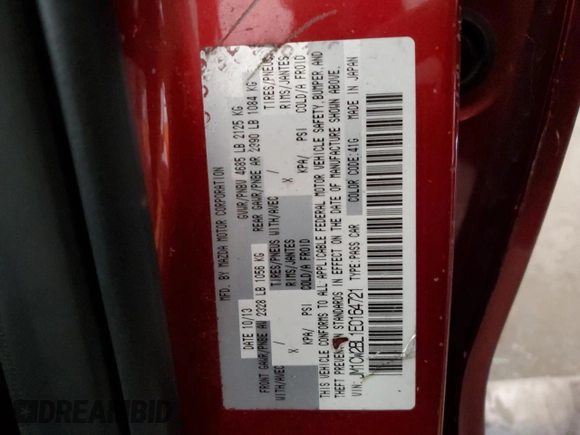 MFD. BY MAZDA MOTOR CORPORATION
DATE 10/13 GVWR/PNBV 4685 LB 2125 KG
FRONT GAWR/PNBE AV 2328 LB 1056 KG REAR GAWR/PNBE AR 2390 LB 1084 KG
WITH/AVEC / TIRES/PNEUS WITH/AVEC / TIRES/PNEUS
X RIMS/JANTES X RIMS/JANTES
KPA/ PSI COLD/A FROID KPA/ PSI COLD/A FROID
THIS VEHICLE CONFORMS TO ALL APPLICABLE FEDERAL MOTOR VEHICLE SAFETY, BUMPER, AND
THEFT PREVENTION STANDARDS IN EFFECT ON THE DATE OF MANUFACTURE SHOWN ABOVE.
VIN: JM1CW2BL1E0164721 TYPE:PASS CAR COLOR CODE:41G MADE IN JAPAN
DREAMBID